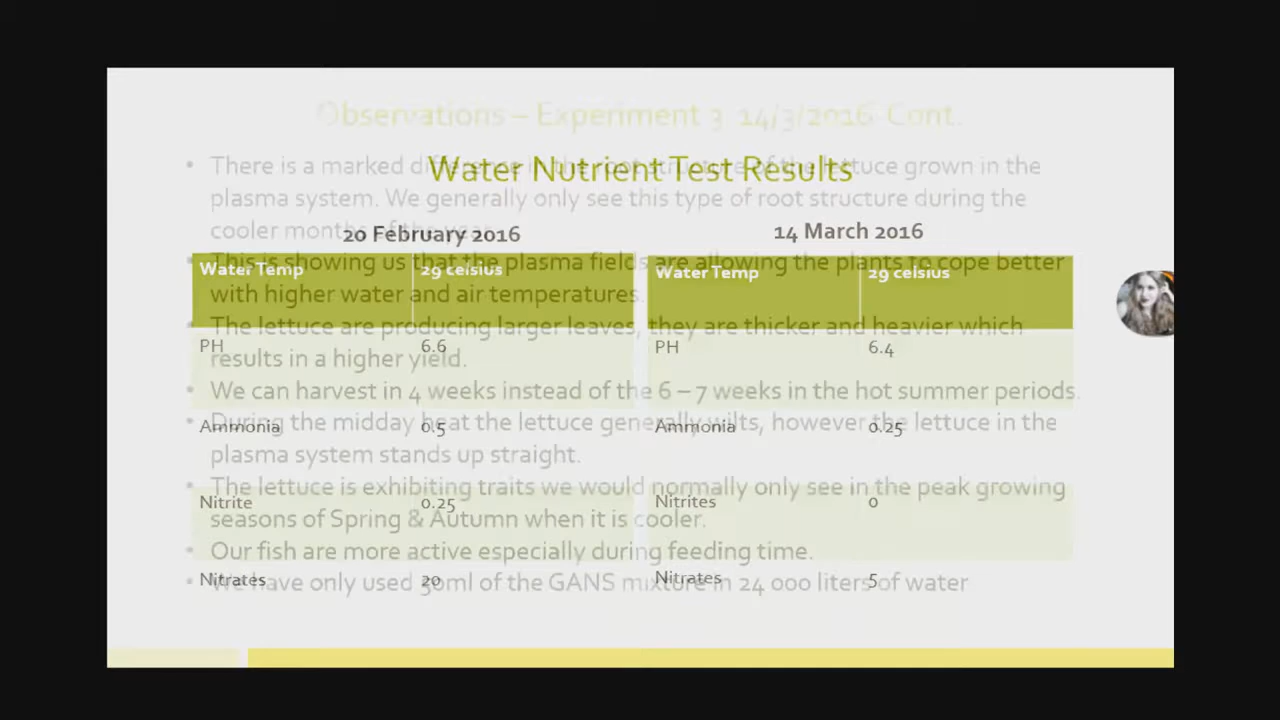 Observations – Experiment 3 14/3/2016 Cont.
• There is a marked difference in the root structure of the lettuce grown in the
plasma system. We generally only see this type of root structure during the
cooler months of the year.
• This is showing us that the plasma fields are allowing the plants to cope better
with higher water and air temperatures.
• The lettuce are producing larger leaves, they are thicker and heavier which
results in a higher yield.
• We can harvest in 4 weeks instead of the 6 – 7 weeks in the hot summer periods.
• During the midday heat the lettuce generally wilts, however the lettuce in the
plasma system stands up straight.
• The lettuce is exhibiting traits we would normally only see in the peak growing
seasons of Spring & Autumn when it is cooler.
• Our fish are more active especially during feeding time.
• We have only used 30ml of the GANS mixture in 24 000 liters of water
Water Nutrient Test Results
20 February 2016
Water Temp 29 celsius
PH 6.6
Ammonia 0.5
Nitrite 0.25
Nitrates 20
14 March 2016
Water Temp 29 celsius
PH 6.4
Ammonia 0.25
Nitrites 0
Nitrates 5